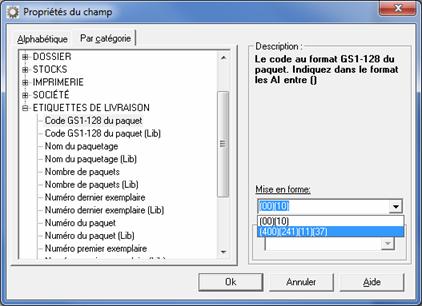 Propriétés du champ
Alphabétique
Par catégorie
DOSSIER
STOCKS
IMPRIMERIE
SOCIÉTÉ
ETIQUETTES DE LIVRAISON
Code GS1-128 du paquet
Code GS1-128 du paquet (Lib)
Nom du paquetage
Nom du paquetage (Lib)
Nombre de paquets
Nombre de paquets (Lib)
Numéro dernier exemplaire
Numéro dernier exemplaire (Lib)
Numéro du paquet
Numéro du paquet (Lib)
Numéro premier exemplaire
Description :
Le code au format GS1-128 du
paquet. Indiquez dans le format
les AI entre ()
Mise en forme:
(00)(10)
(00)(10)
(400)(241)(11)(37)
Ok
Annuler
Aide